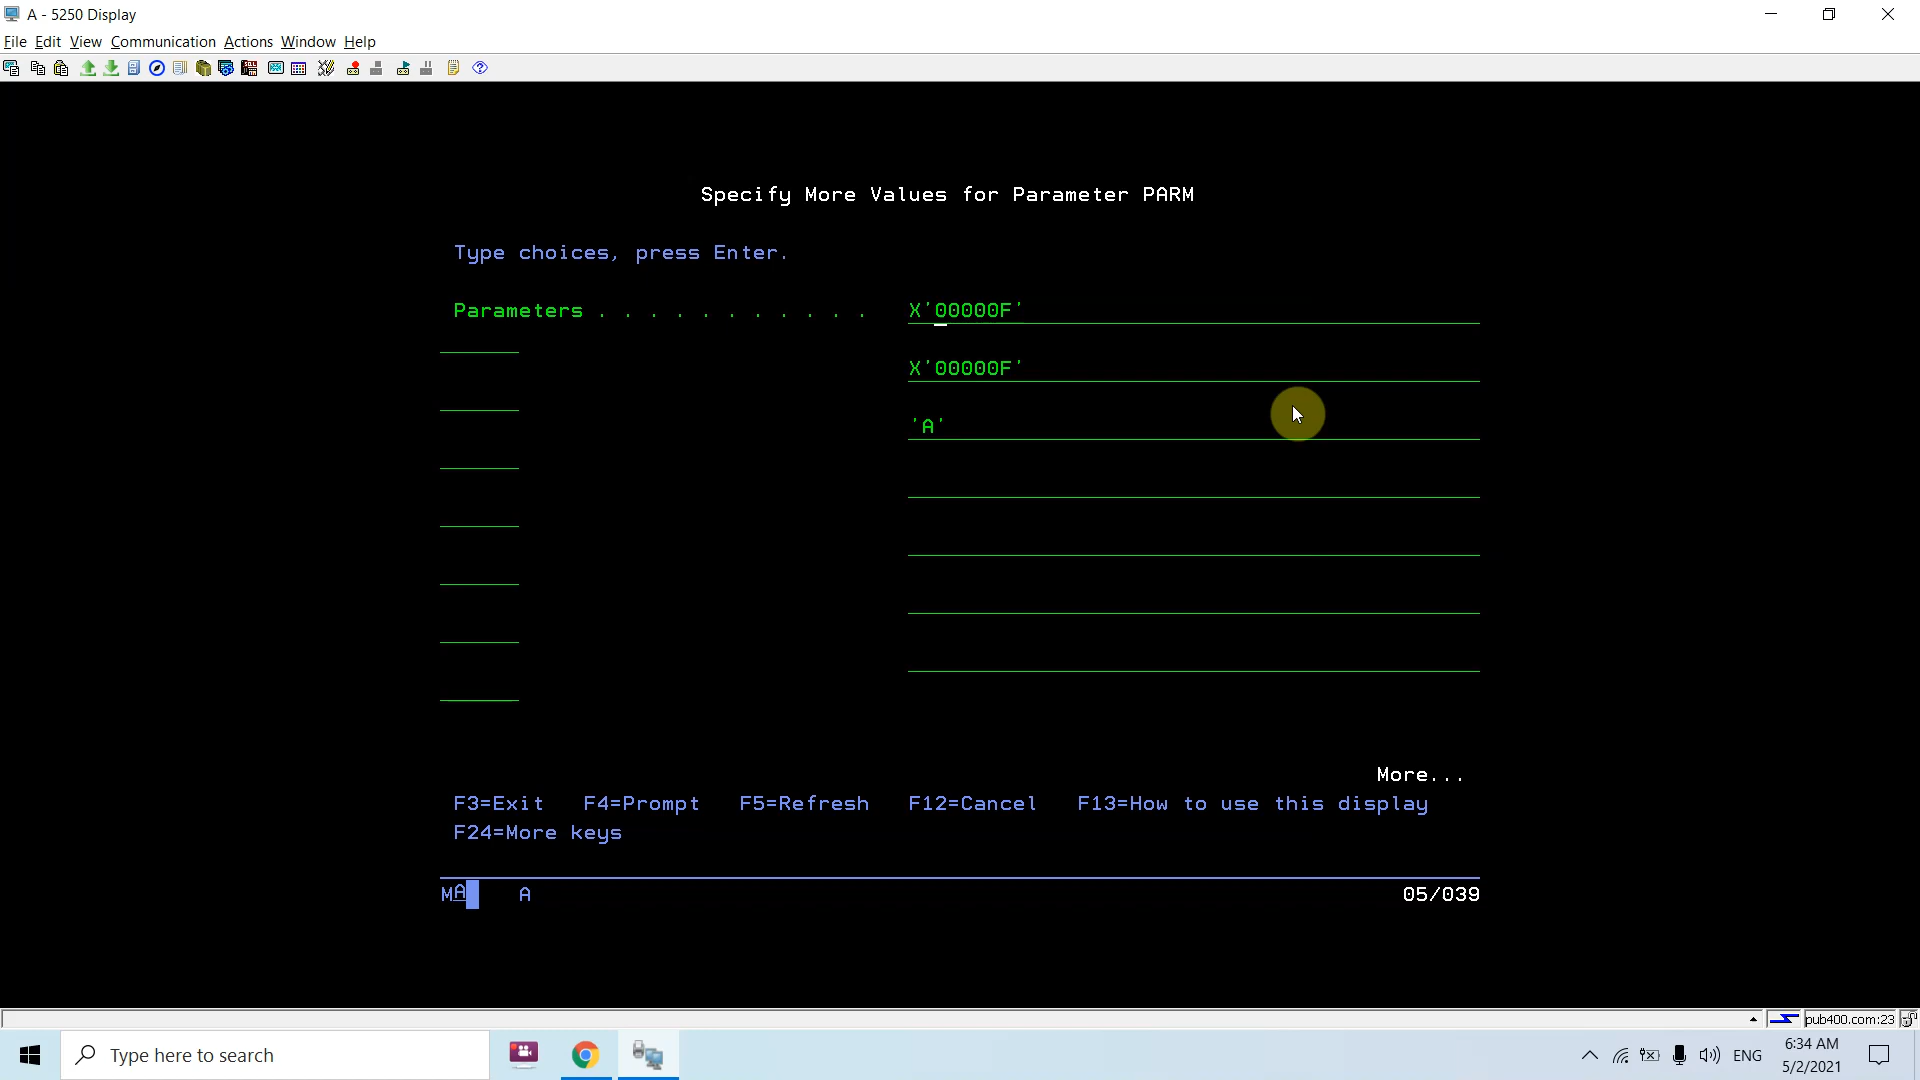 A - 5250 Display
File Edit View Communication Actions Window Help
Specify More Values for Parameter PARM
Type choices, press Enter.
Parameters . . . . . . . . . . . X'00000F'
X'00000F'
'A'
More...
F3=Exit F4=Prompt F5=Refresh F12=Cancel F13=How to use this display
F24=More keys
MA A 05/039
pub400.com:23
Type here to search
ENG
6:34 AM
5/2/2021